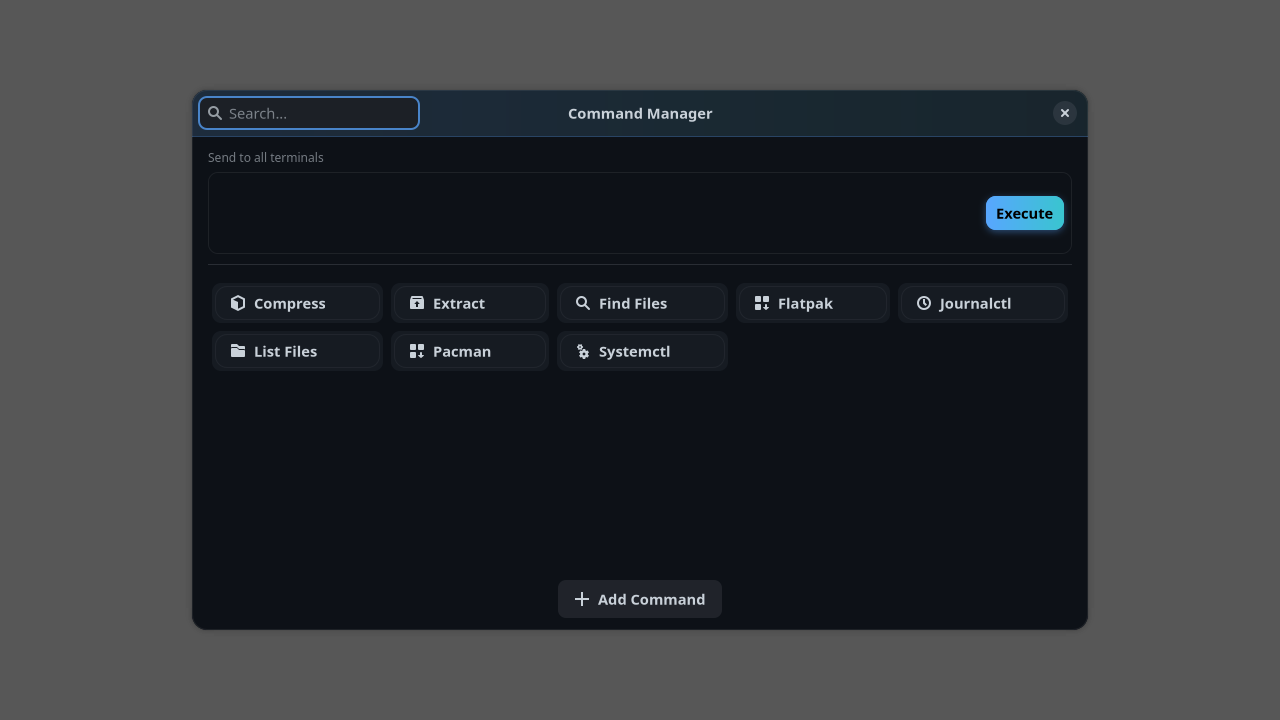 Search...
Command Manager
Send to all terminals
Execute
Compress
Extract
Find Files
Flatpak
Journalctl
List Files
Pacman
Systemctl
Add Command